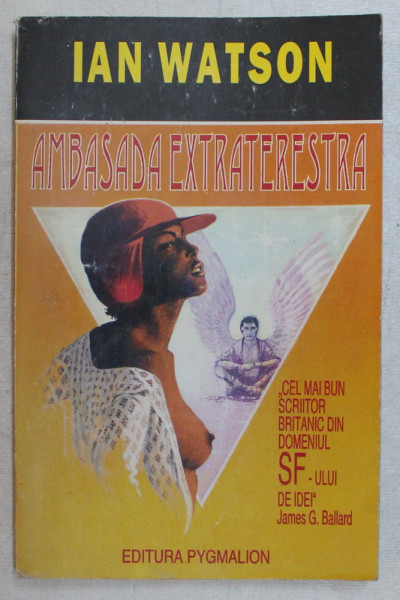 IAN WATSON
AMBASADA EXTRATERESTRA
„CEL MAI BUN
SCRIITOR
BRITANIC DIN
DOMENIUL
SF - ULUI
DE IDEI“
James G. Ballard
EDITURA PYGMALION